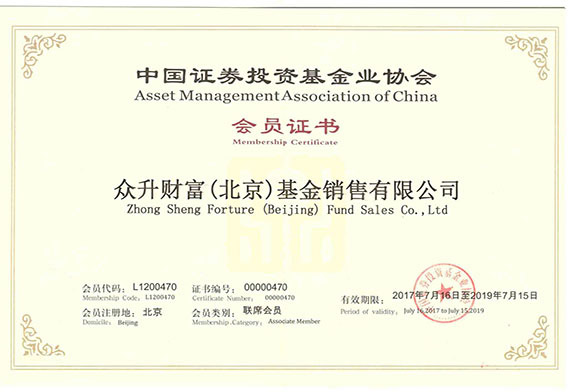 中国证券投资基金业协会
Asset Management Association of China
会员证书
Membership Certificate
众升财富(北京)基金销售有限公司
Zhong Sheng Forture (Beijing) Fund Sales Co.,Ltd
会员代码: L1200470 证书编号: 00000470
Membership Code: L1200470 Certificate Number: 00000470
有效期限: 2017年7月16日至2019年7月15日
会员注册地: 北京 会员类别: 联席会员
Period of validity: July 16,2017 to July 15,2019
Domicile: Beijing Membership .Category: Associate Member